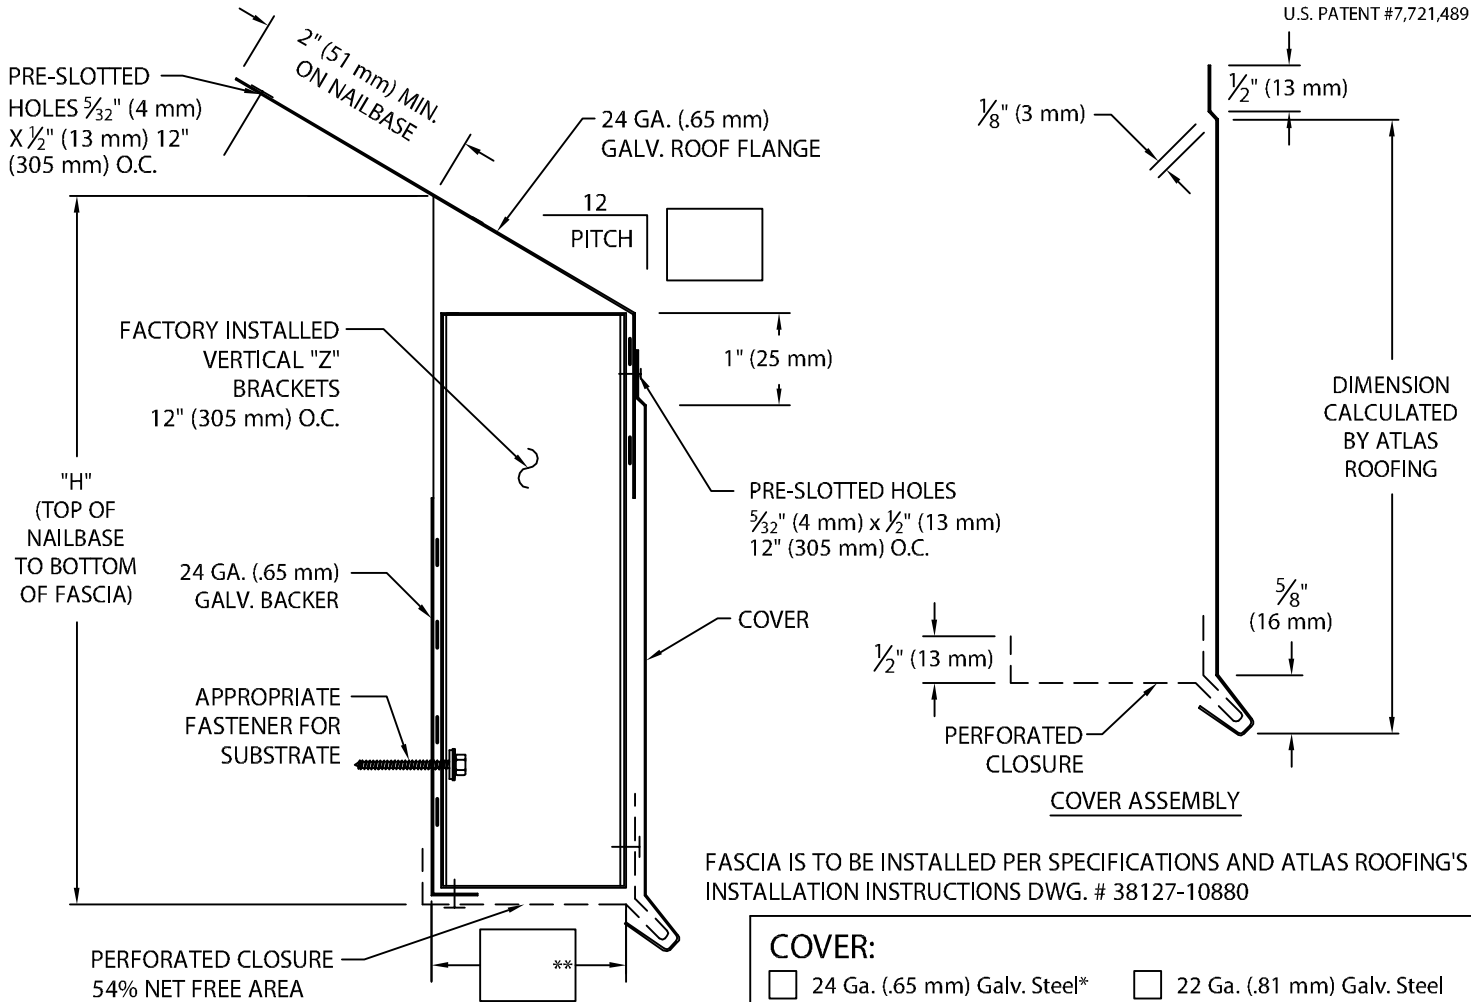 U.S. PATENT #7,721,489
2" (51 mm) MIN.
ON NAILBASE
PRE-SLOTTED
HOLES 5⁄32" (4 mm)
X 1⁄2" (13 mm) 12"
(305 mm) O.C.
24 GA. (.65 mm)
GALV. ROOF FLANGE
12
PITCH
FACTORY INSTALLED
VERTICAL "Z"
BRACKETS
12" (305 mm) O.C.
1" (25 mm)
"H"
(TOP OF
NAILBASE
TO BOTTOM
OF FASCIA)
PRE-SLOTTED HOLES
5⁄32" (4 mm) x 1⁄2" (13 mm)
12" (305 mm) O.C.
24 GA. (.65 mm)
GALV. BACKER
COVER
APPROPRIATE
FASTENER FOR
SUBSTRATE
PERFORATED CLOSURE
54% NET FREE AREA
**
1⁄2" (13 mm)
1⁄8" (3 mm)
DIMENSION
CALCULATED
BY ATLAS
ROOFING
5⁄8"
(16 mm)
1⁄2" (13 mm)
PERFORATED
CLOSURE
COVER ASSEMBLY
FASCIA IS TO BE INSTALLED PER SPECIFICATIONS AND ATLAS ROOFING'S
INSTALLATION INSTRUCTIONS DWG. # 38127-10880
COVER:
24 Ga. (.65 mm) Galv. Steel*
22 Ga. (.81 mm) Galv. Steel